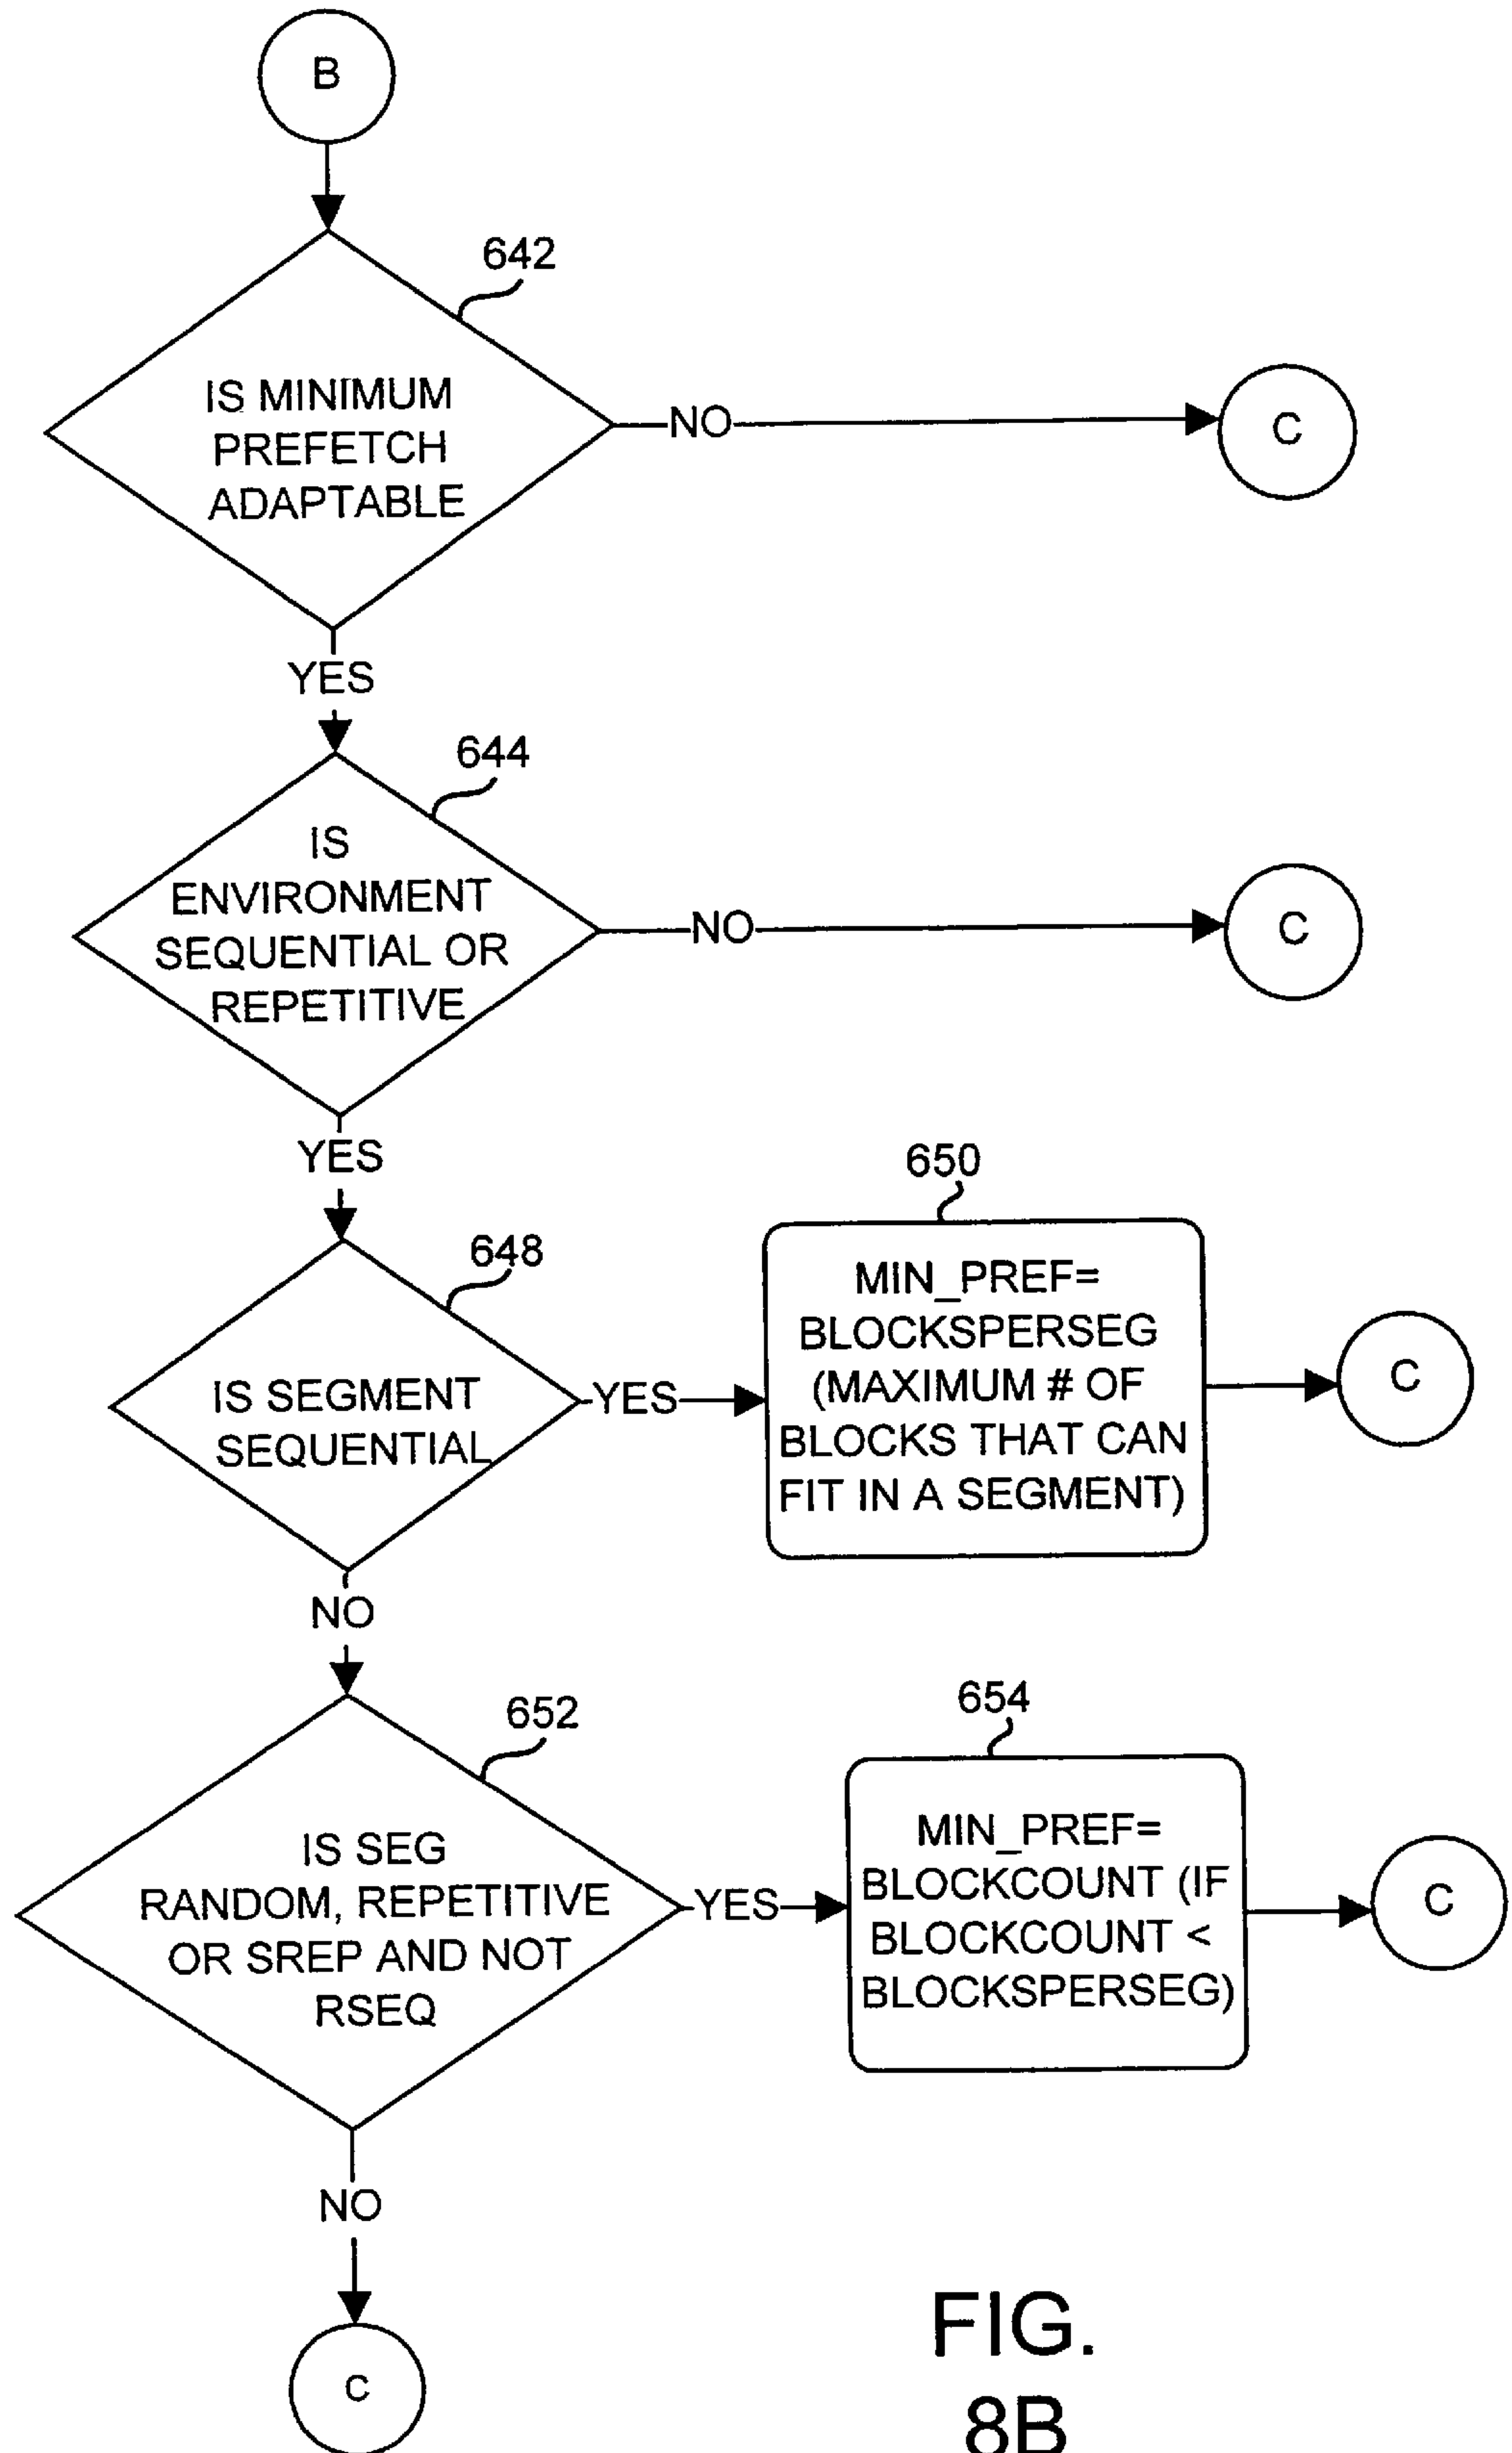 B
642
IS MINIMUM
PREFETCH
ADAPTABLE
NO
C
YES
644
IS
ENVIRONMENT
SEQUENTIAL OR
REPETITIVE
NO
C
YES
648
IS SEGMENT
SEQUENTIAL
YES
650
MIN_PREF=
BLOCKSPERSEG
(MAXIMUM # OF
BLOCKS THAT CAN
FIT IN A SEGMENT)
C
NO
652
IS SEG
RANDOM, REPETITIVE
OR SREP AND NOT
RSEQ
YES
654
MIN_PREF=
BLOCKCOUNT (IF
BLOCKCOUNT <
BLOCKSPERSEG)
C
NO
C
FIG.
8B